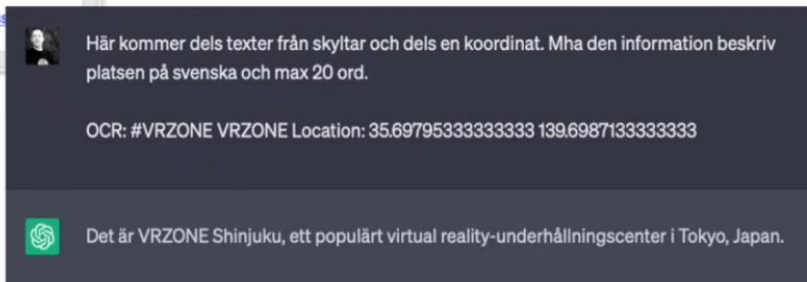 Här kommer dels texter från skyltar och dels en koordinat. Mha den information beskriv
platsen på svenska och max 20 ord.
OCR: #VRZONE VRZONE Location: 35.69795333333333 139.6987133333333
Det är VRZONE Shinjuku, ett populärt virtual reality-underhållningscenter i Tokyo, Japan.